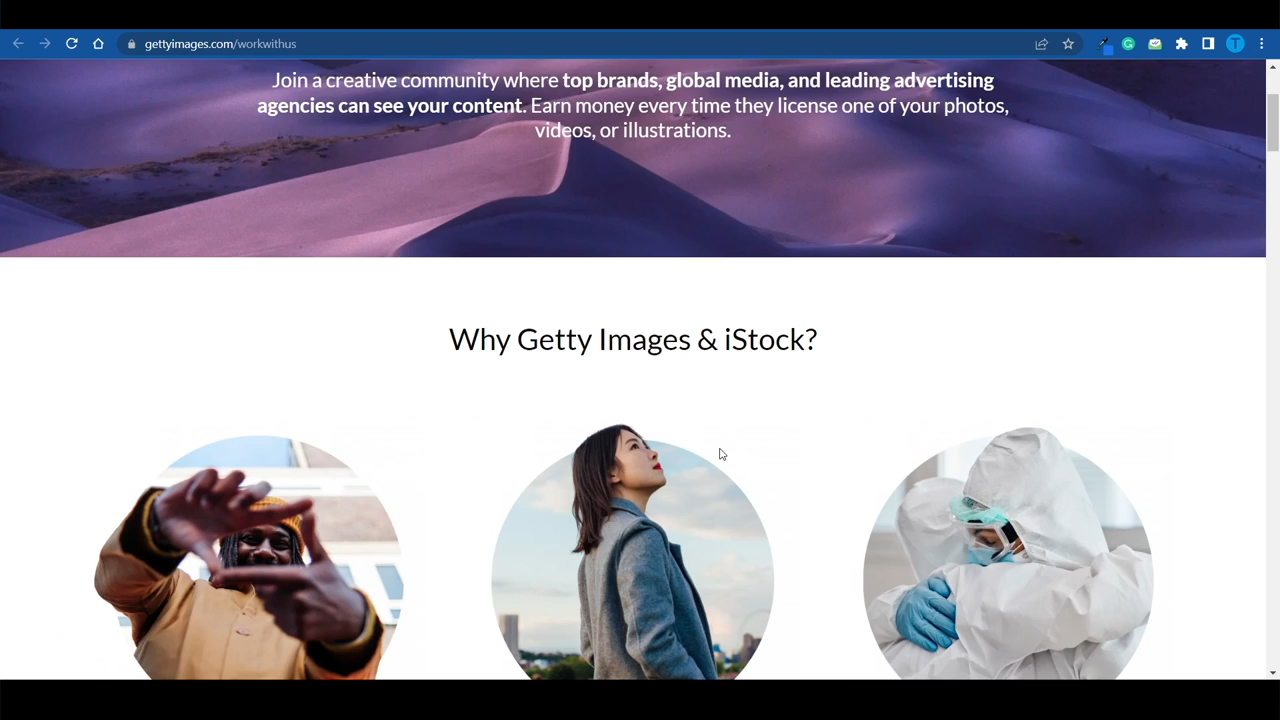 gettyimages.com/workwithus
T
Join a creative community where top brands, global media, and leading advertising
agencies can see your content. Earn money every time they license one of your photos,
videos, or illustrations.
Why Getty Images & iStock?